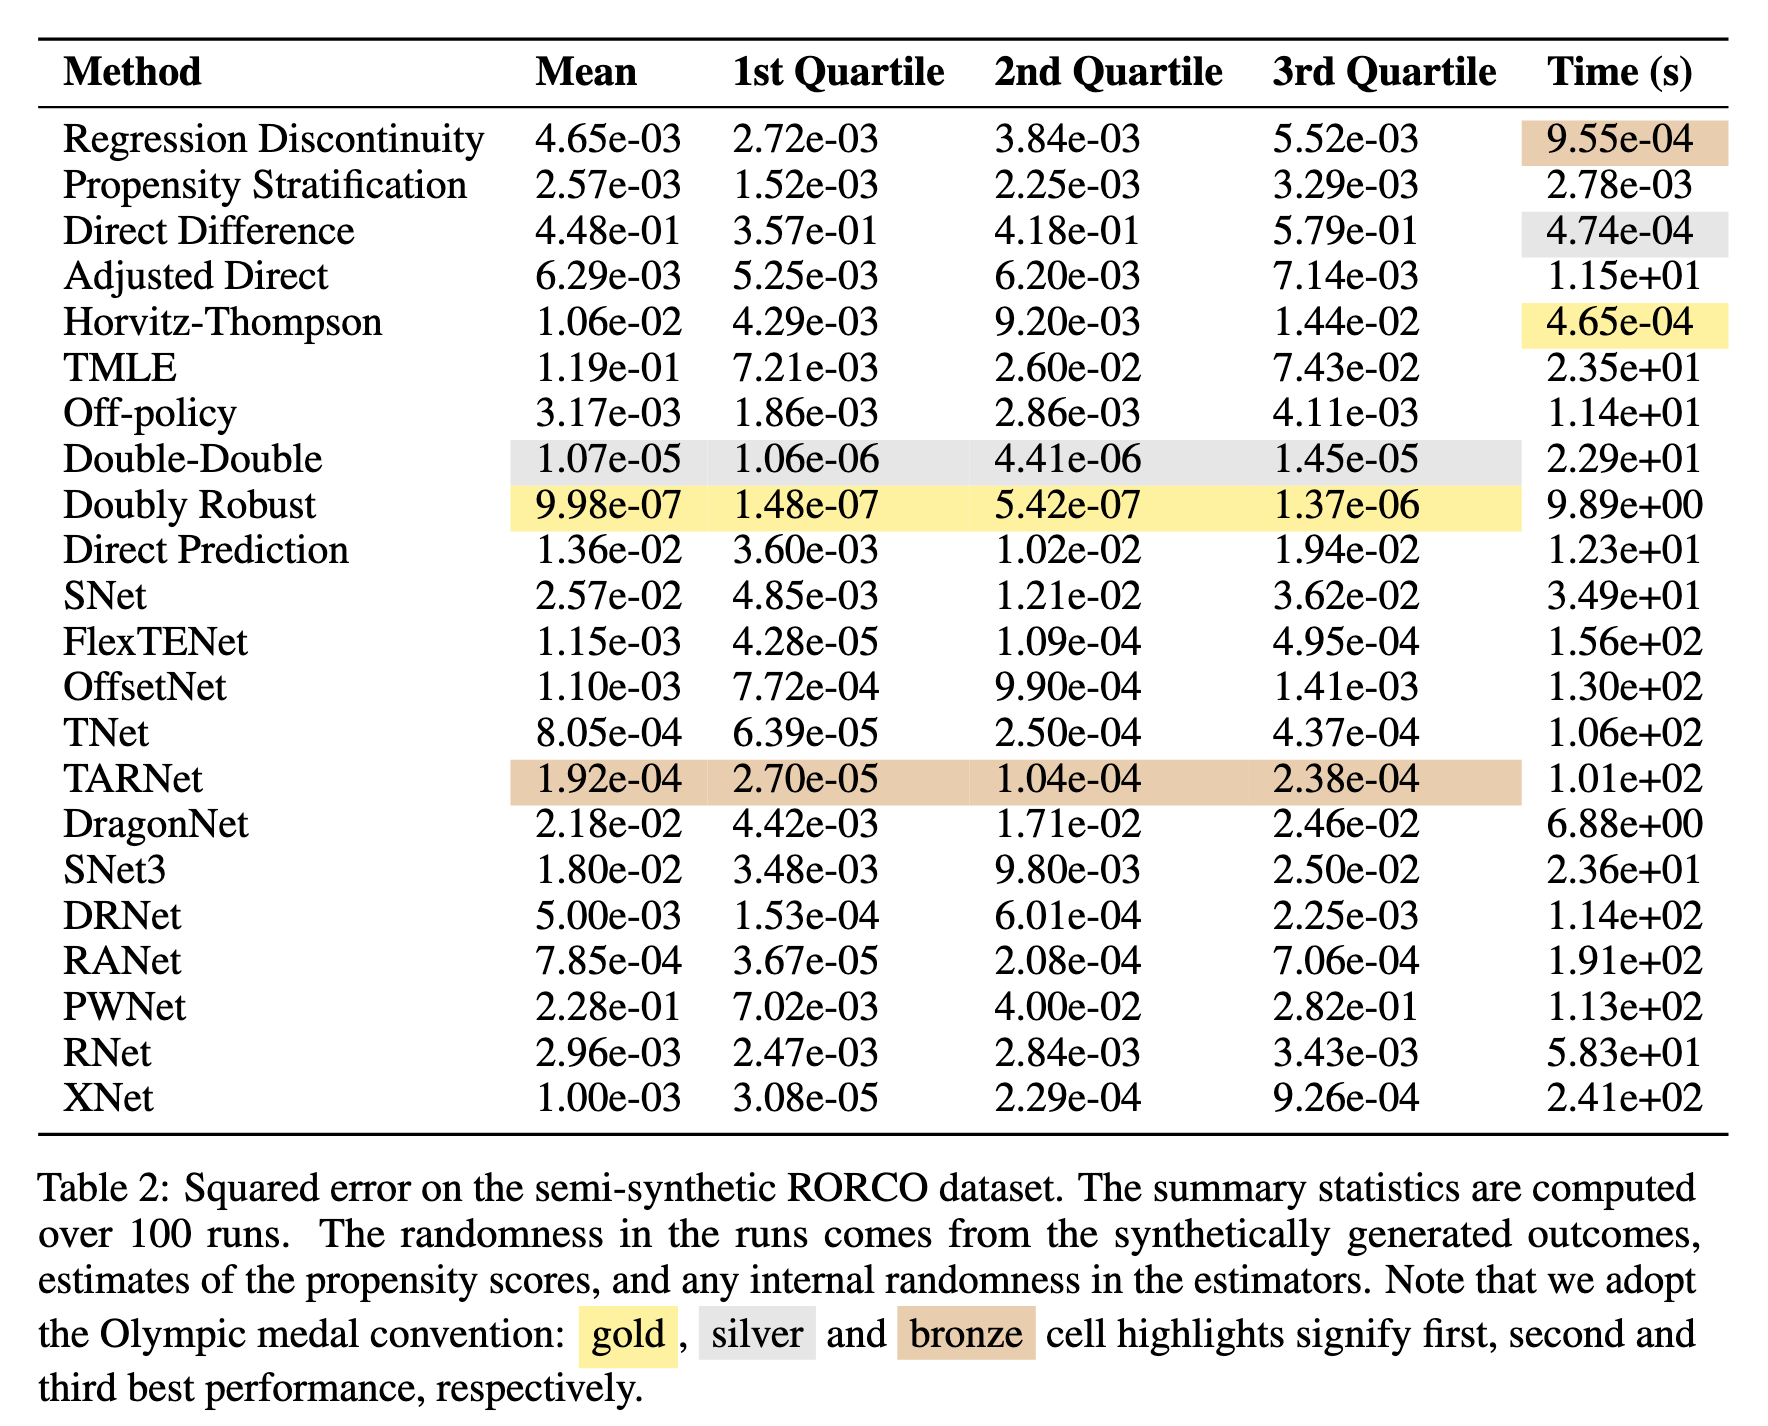 Method Mean 1st Quartile 2nd Quartile 3rd Quartile Time (s)
Regression Discontinuity 4.65e-03 2.72e-03 3.84e-03 5.52e-03 9.55e-04
Propensity Stratification 2.57e-03 1.52e-03 2.25e-03 3.29e-03 2.78e-03
Direct Difference 4.48e-01 3.57e-01 4.18e-01 5.79e-01 4.74e-04
Adjusted Direct 6.29e-03 5.25e-03 6.20e-03 7.14e-03 1.15e+01
Horvitz-Thompson 1.06e-02 4.29e-03 9.20e-03 1.44e-02 4.65e-04
TMLE 1.19e-01 7.21e-03 2.60e-02 7.43e-02 2.35e+01
Off-policy 3.17e-03 1.86e-03 2.86e-03 4.11e-03 1.14e+01
Double-Double 1.07e-05 1.06e-06 4.41e-06 1.45e-05 2.29e+01
Doubly Robust 9.98e-07 1.48e-07 5.42e-07 1.37e-06 9.89e+00
Direct Prediction 1.36e-02 3.60e-03 1.02e-02 1.94e-02 1.23e+01
SNet 2.57e-02 4.85e-03 1.21e-02 3.62e-02 3.49e+01
FlexTENet 1.15e-03 4.28e-05 1.09e-04 4.95e-04 1.56e+02
OffsetNet 1.10e-03 7.72e-04 9.90e-04 1.41e-03 1.30e+02
TNet 8.05e-04 6.39e-05 2.50e-04 4.37e-04 1.06e+02
TARNet 1.92e-04 2.70e-05 1.04e-04 2.38e-04 1.01e+02
DragonNet 2.18e-02 4.42e-03 1.71e-02 2.46e-02 6.88e+00
SNet3 1.80e-02 3.48e-03 9.80e-03 2.50e-02 2.36e+01
DRNet 5.00e-03 1.53e-04 6.01e-04 2.25e-03 1.14e+02
RANet 7.85e-04 3.67e-05 2.08e-04 7.06e-04 1.91e+02
PWNet 2.28e-01 7.02e-03 4.00e-02 2.82e-01 1.13e+02
RNet 2.96e-03 2.47e-03 2.84e-03 3.43e-03 5.83e+01
XNet 1.00e-03 3.08e-05 2.29e-04 9.26e-04 2.41e+02
Table 2: Squared error on the semi-synthetic RORCO dataset. The summary statistics are computed
over 100 runs. The randomness in the runs comes from the synthetically generated outcomes,
estimates of the propensity scores, and any internal randomness in the estimators. Note that we adopt
the Olympic medal convention: gold , silver and bronze cell highlights signify first, second and
third best performance, respectively.